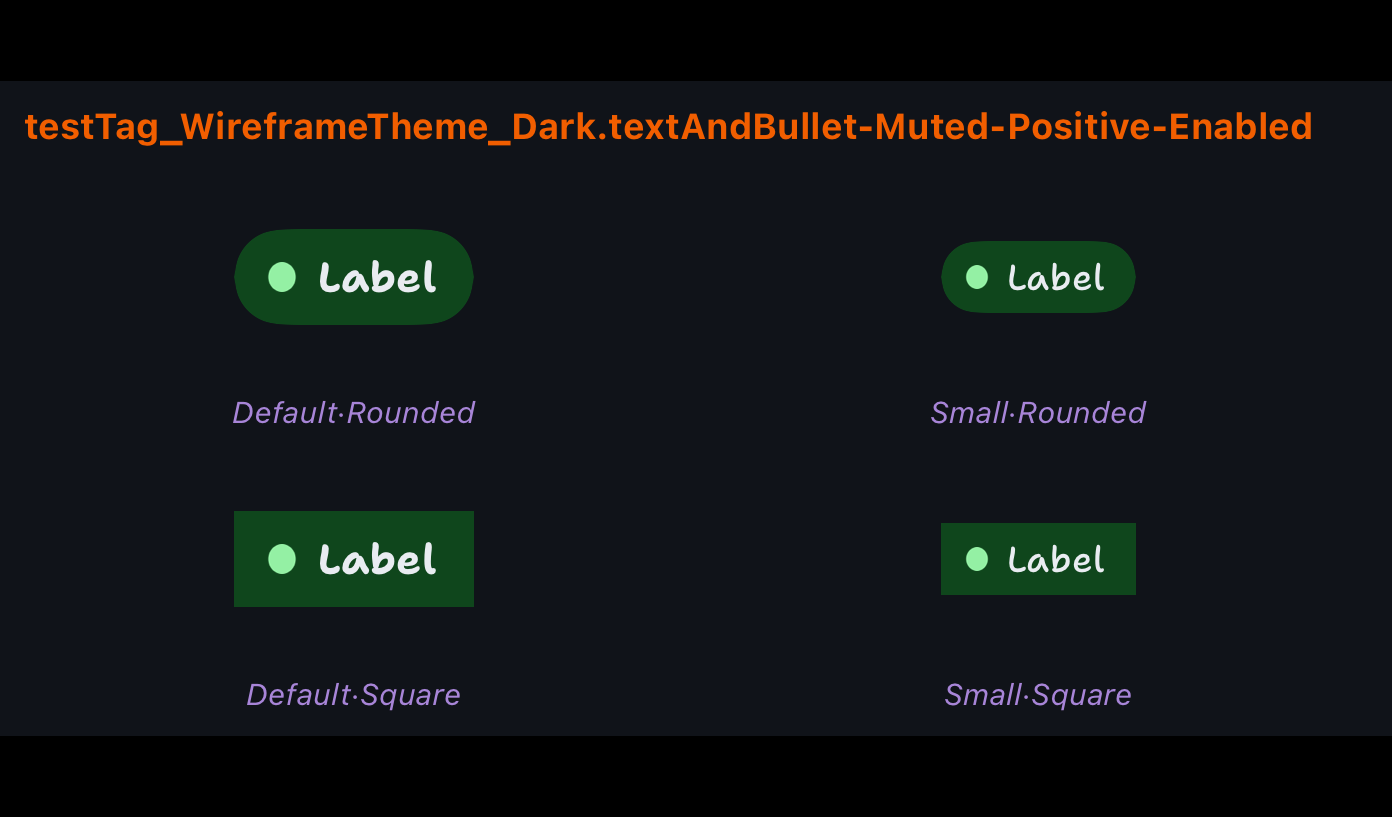 testTag_WireframeTheme_Dark.textAndBullet-Muted-Positive-Enabled
Label
Label
Default·Rounded
Small·Rounded
Label
Label
Default·Square
Small·Square